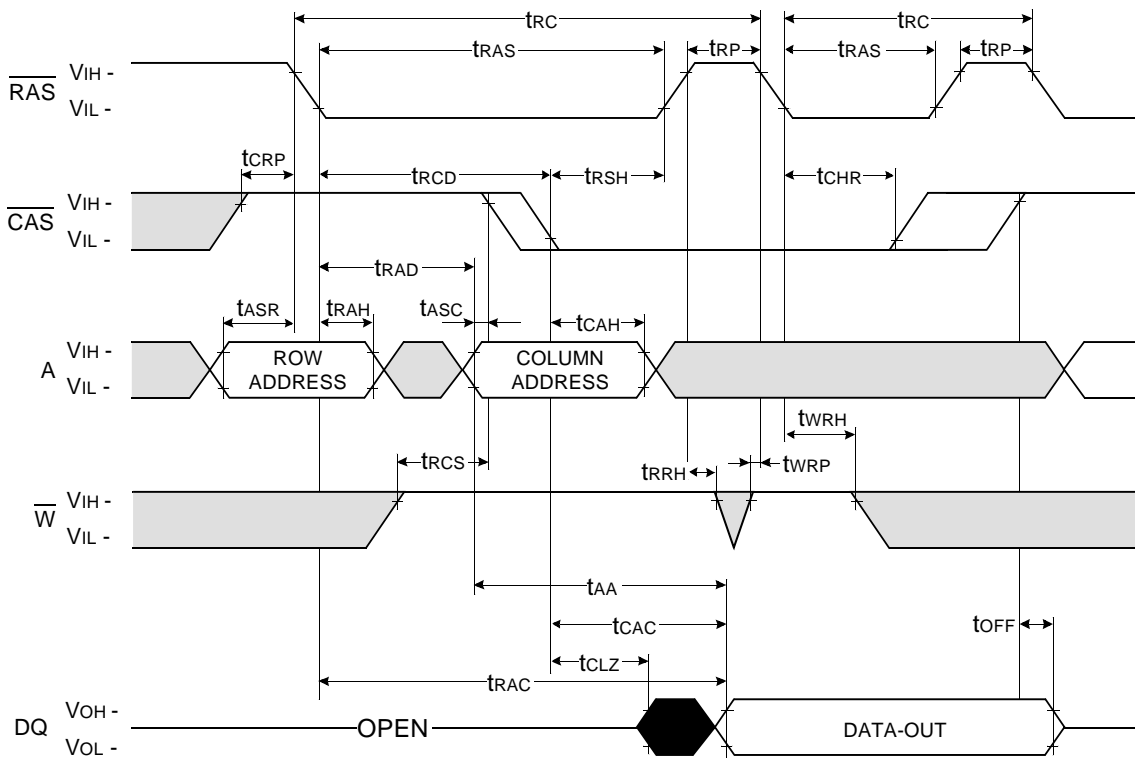 tRC tRC
tRAS tRP tRAS tRP
RAS VIH -
VIL -
tCRP tRCD tRSH tCHR
CAS VIH -
VIL -
tRAD
tASR tRAH tASC tCAH
A VIH -
VIL -
ROW
ADDRESS
COLUMN
ADDRESS
tWRH
tRCS tRRH tWRP
W VIH -
VIL -
tAA
tCAC tOFF
tCLZ
tRAC
DQ VOH -
VOL -
OPEN DATA-OUT